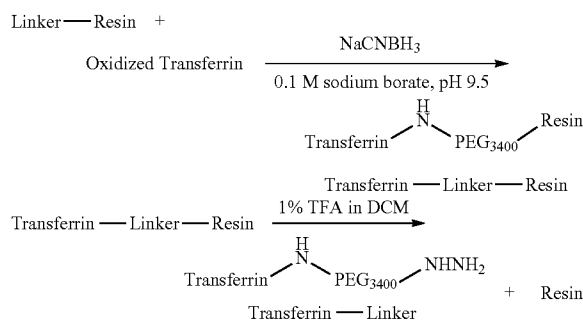 Linker — Resin +
Oxidized Transferrin
NaCNBH₃
0.1 M sodium borate, pH 9.5
H
N
Transferrin PEG₃₄₀₀ Resin
Transferrin — Linker — Resin
Transferrin — Linker — Resin
1% TFA in DCM
H
N
Transferrin PEG₃₄₀₀ NHNH₂
+ Resin
Transferrin — Linker